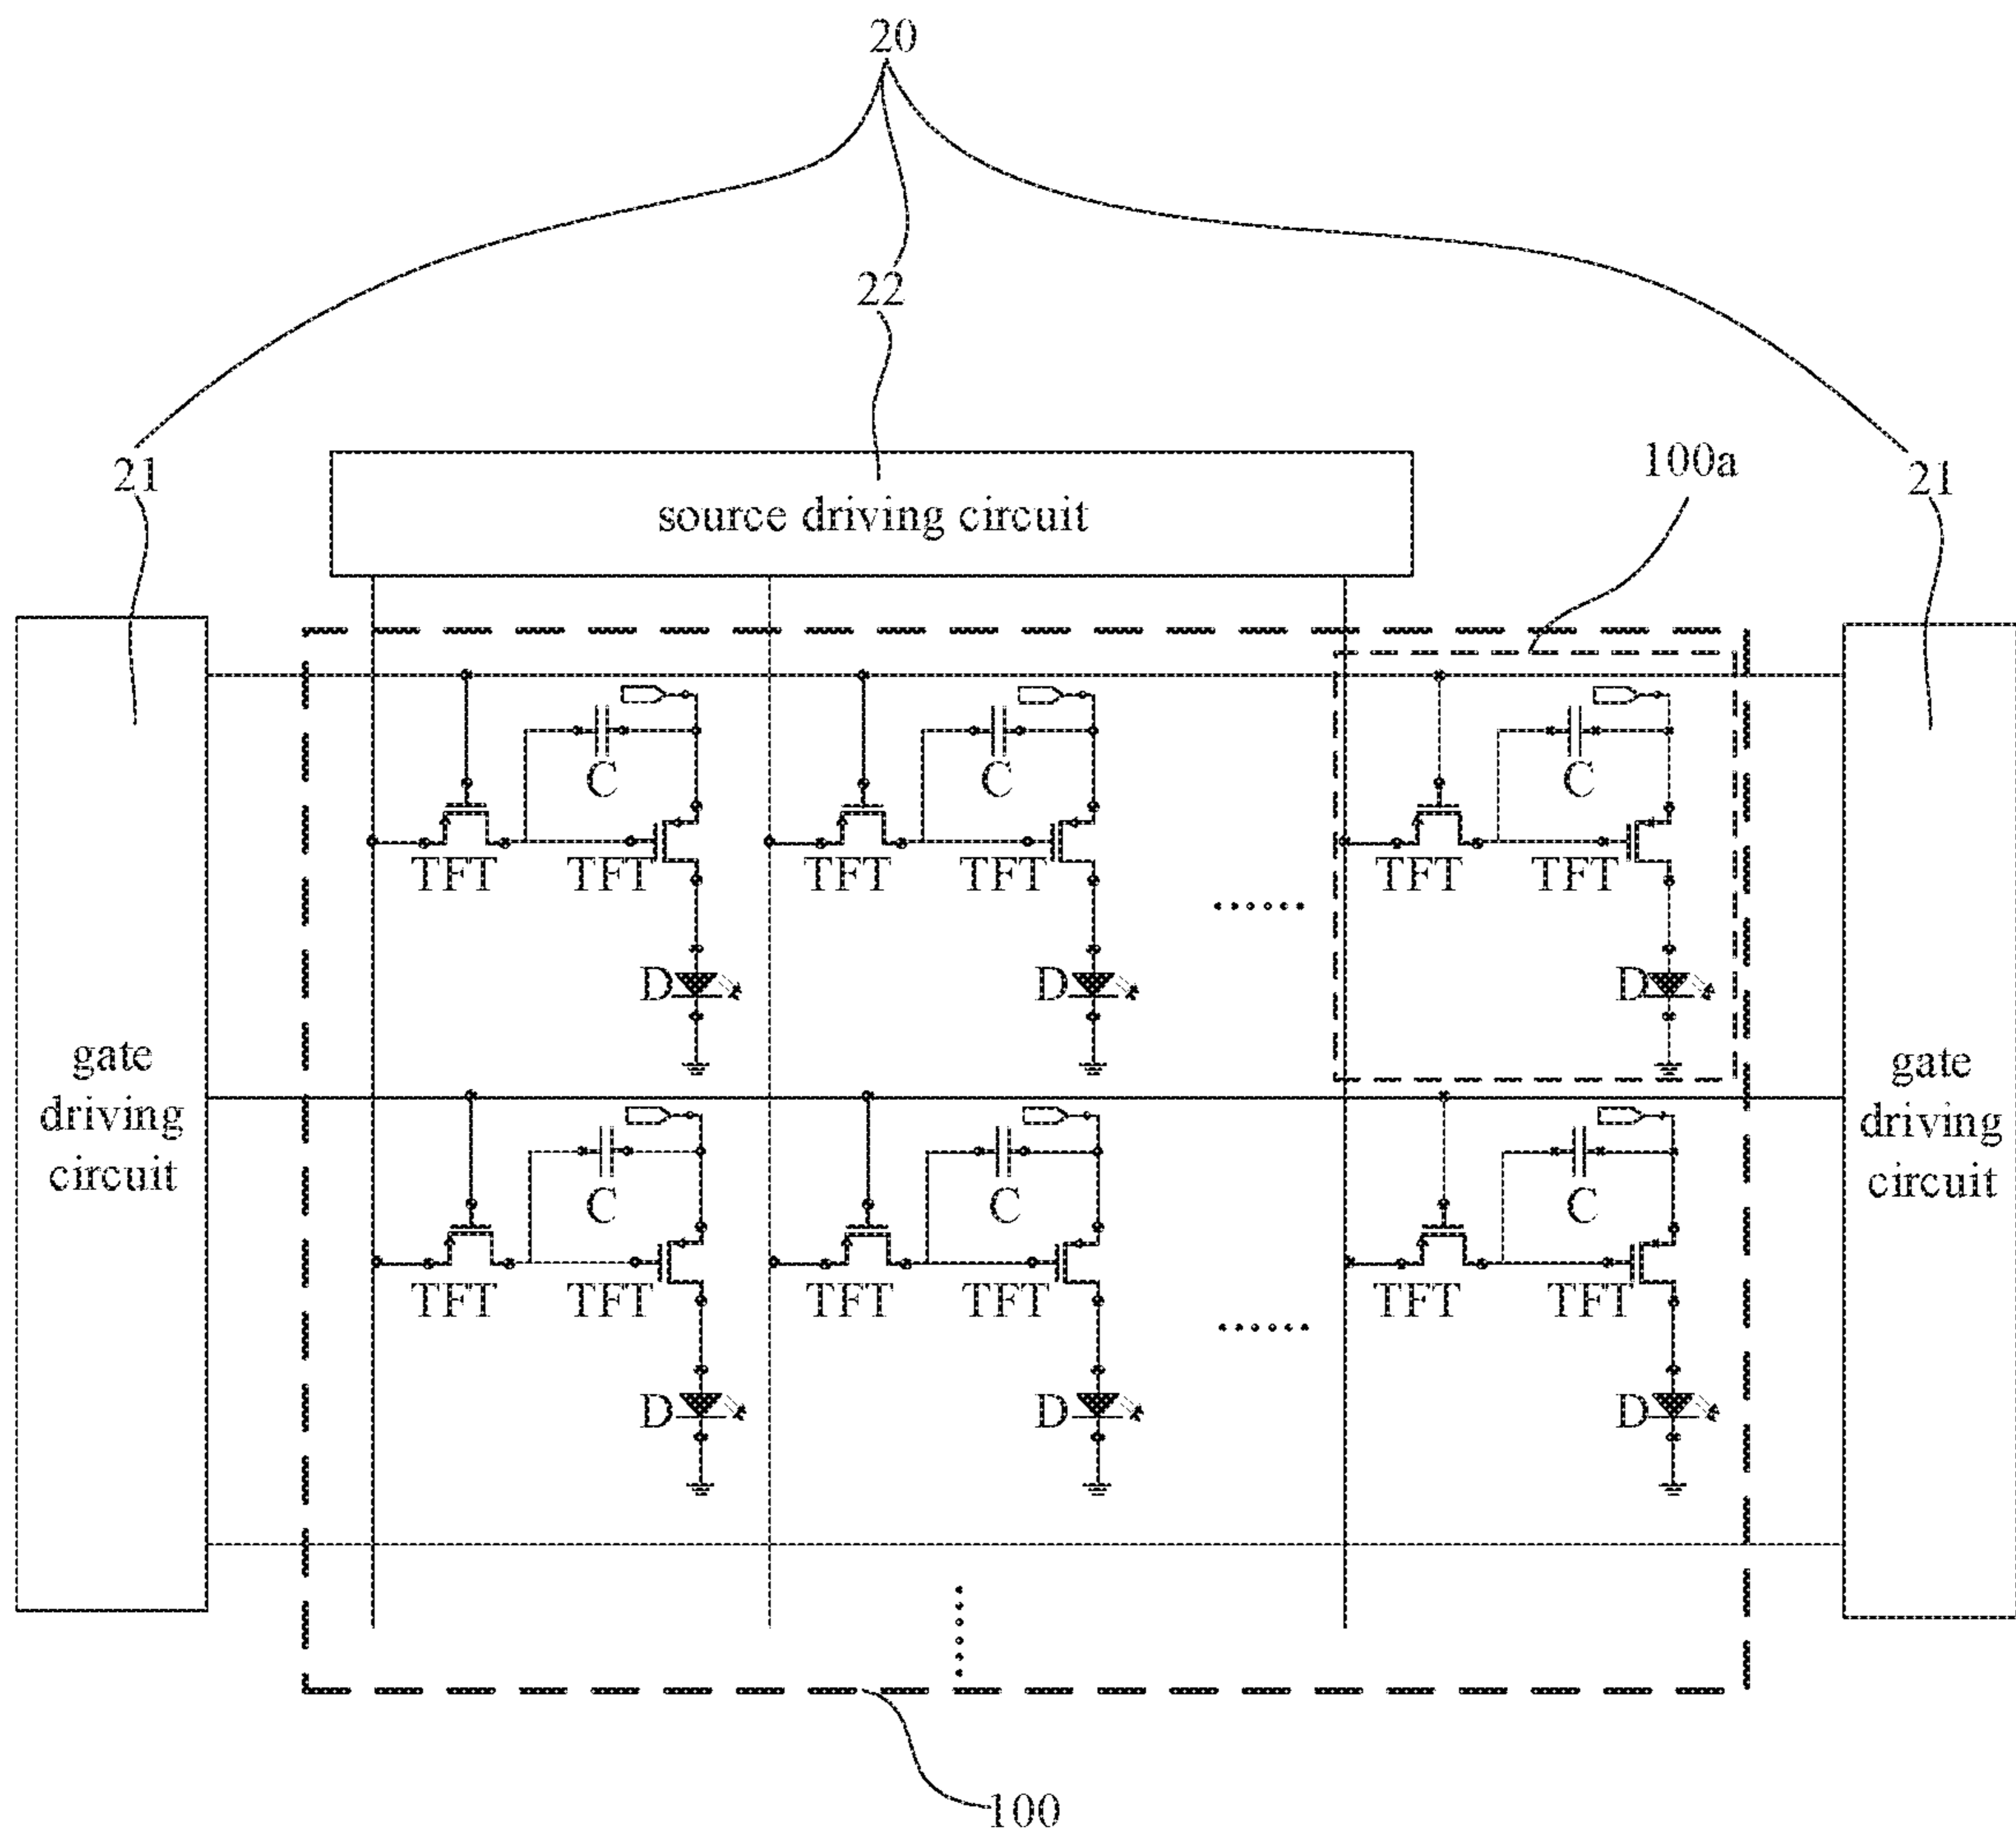 20
22
21
100a
21
source driving circuit
C
C
C
TFT
TFT
TFT
TFT
TFT
TFT
D
D
D
gate
driving
circuit
gate
driving
circuit
C
C
C
TFT
TFT
TFT
TFT
TFT
TFT
D
D
D
100